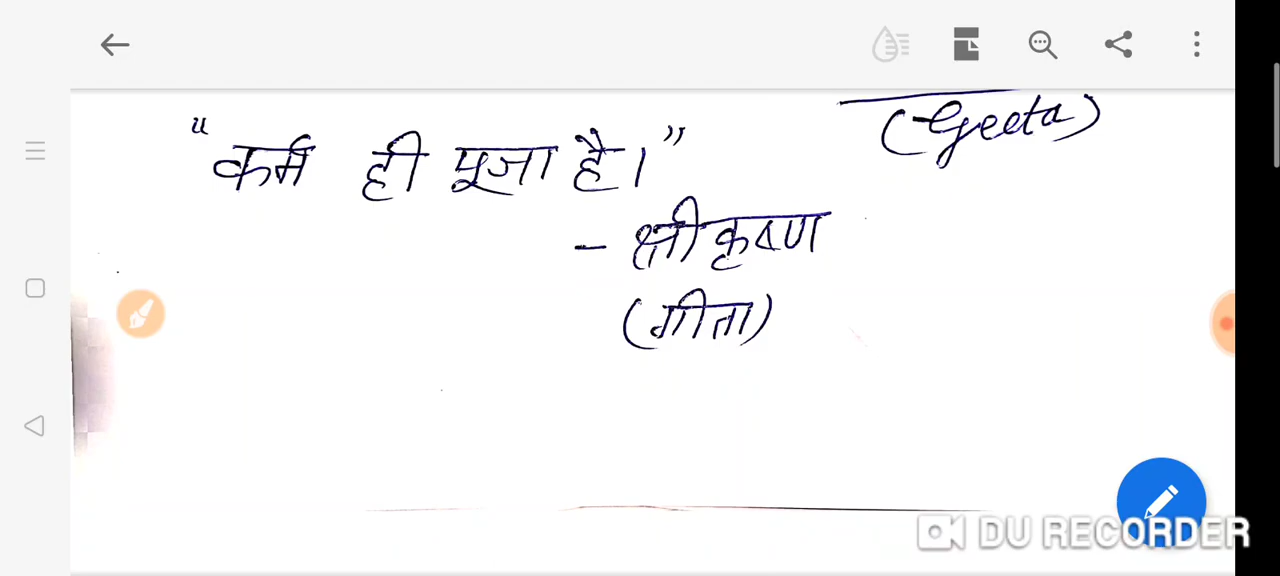 (Geeta)
"कर्म ही पूजा है।"
- श्रीकृष्ण
(गीता)
DU RECORDER